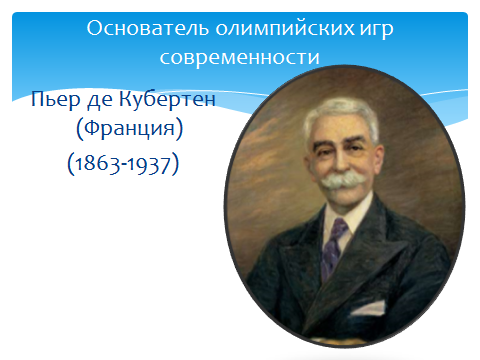 Основатель олимпийских игр
современности
Пьер де Кубертен
(Франция)
(1863-1937)